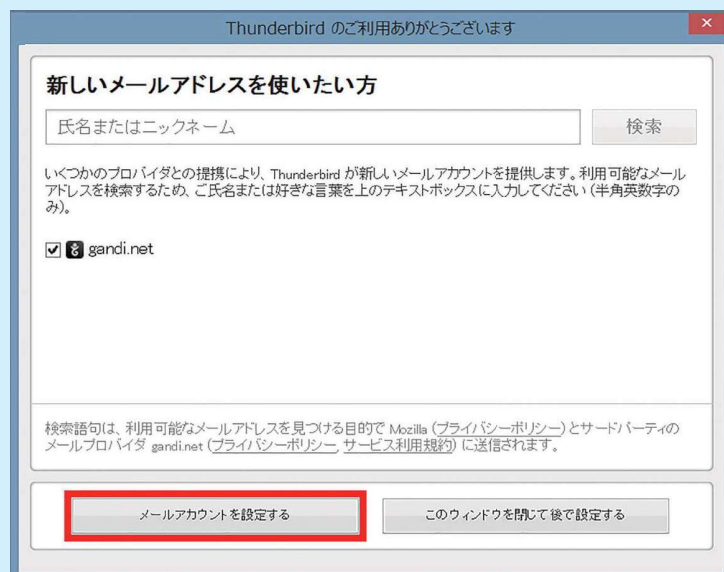 Thunderbird のご利用ありがとうございます
新しいメールアドレスを使いたい方
氏名またはニックネーム
検索
いくつかのプロバイダとの提携により、Thunderbird が新しいメールアカウントを提供します。利用可能なメール
アドレスを検索するため、ご氏名または好きな言葉を上のテキストボックスに入力してください (半角英数字の
み)。
gandi.net
検索語句は、利用可能なメールアドレスを見つける目的で Mozilla (プライバシーポリシー) とサードパーティの
メールプロバイダ gandi.net (プライバシーポリシー, サービス利用規約) に送信されます。
メールアカウントを設定する
このウィンドウを閉じて後で設定する